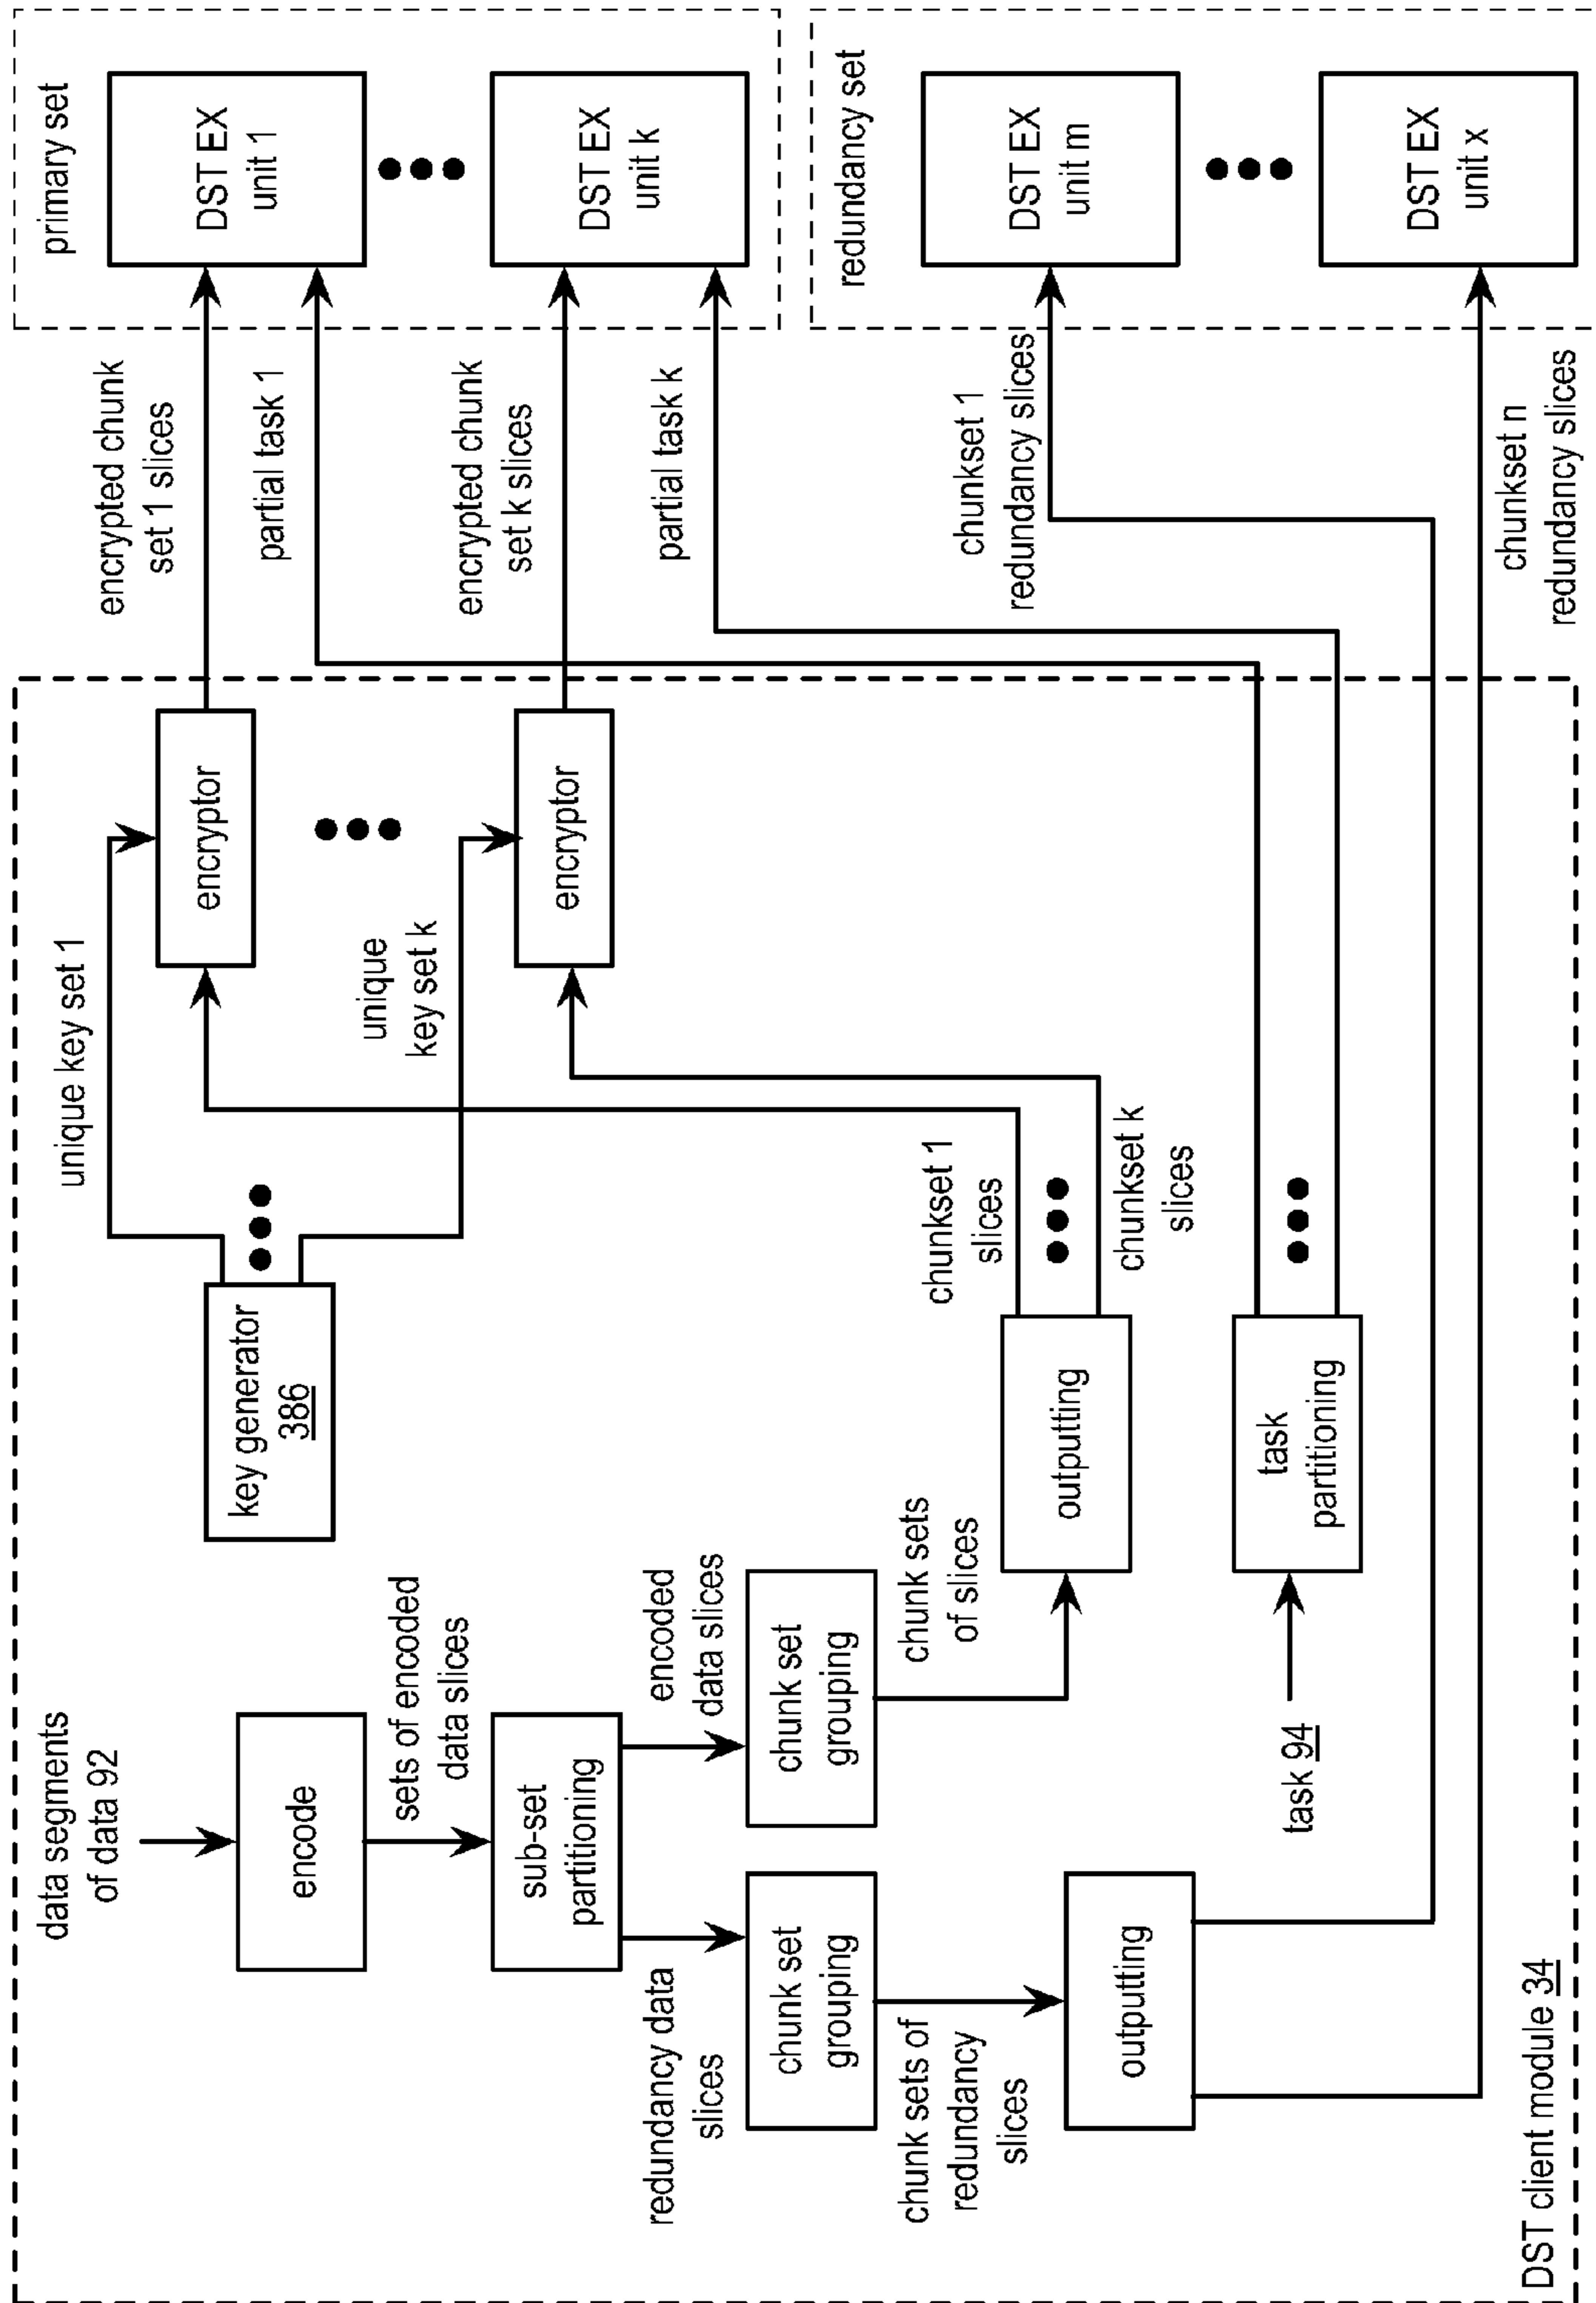 data segments
of data 92
encode
sets of encoded
data slices
sub-set
partitioning
redundancy data
slices
encoded
data slices
chunk set
grouping
chunk set
grouping
chunk sets of
redundancy
slices
chunk sets
of slices
outputting
outputting
task 94
task
partitioning
key generator
386
unique key set 1
unique
key set k
chunkset 1
slices
chunkset k
slices
encryptor
encryptor
DST client module 34
encrypted chunk
set 1 slices
partial task 1
encrypted chunk
set k slices
partial task k
chunkset 1
redundancy slices
chunkset n
redundancy slices
primary set
DST EX
unit 1
DST EX
unit k
redundancy set
DST EX
unit m
DST EX
unit x